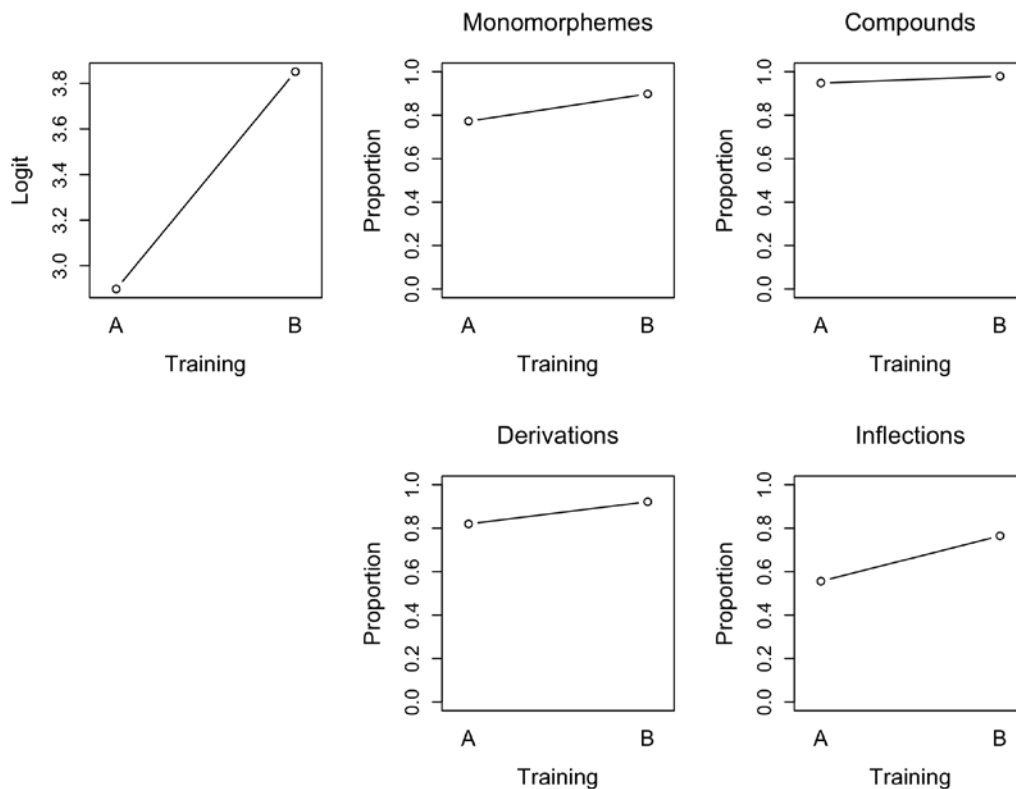 Monomorphemes
Compounds
Logit
3.0 3.2 3.4 3.6 3.8
A B
Training
Proportion
0.0 0.2 0.4 0.6 0.8 1.0
A B
Training
Proportion
0.0 0.2 0.4 0.6 0.8 1.0
A B
Training
Derivations
Inflections
Proportion
0.0 0.2 0.4 0.6 0.8 1.0
A B
Training
Proportion
0.0 0.2 0.4 0.6 0.8 1.0
A B
Training